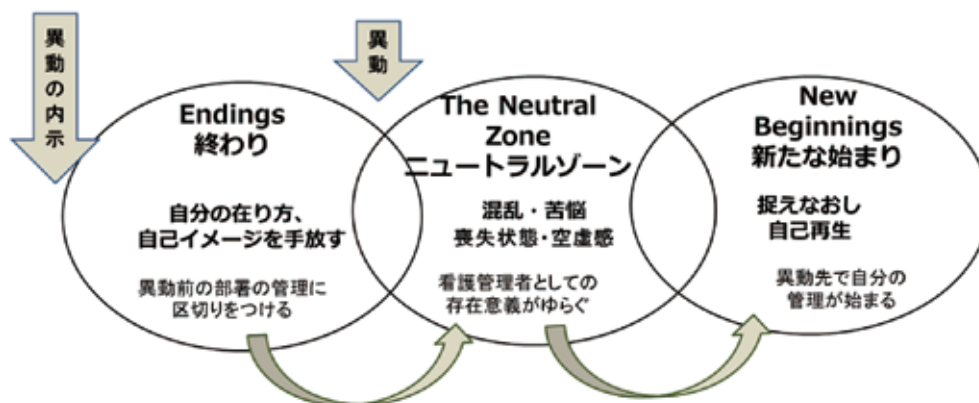 異動の内示
異動
Endings
終わり
自分の在り方、
自己イメージを手放す
異動前の部署の管理に
区切りをつける
The Neutral
Zone
ニュートラルゾーン
混乱・苦悩
喪失状態・空虚感
看護管理者としての
存在意義がゆらぐ
New
Beginnings
新たな始まり
捉えなおし
自己再生
異動先で自分の
管理が始まる